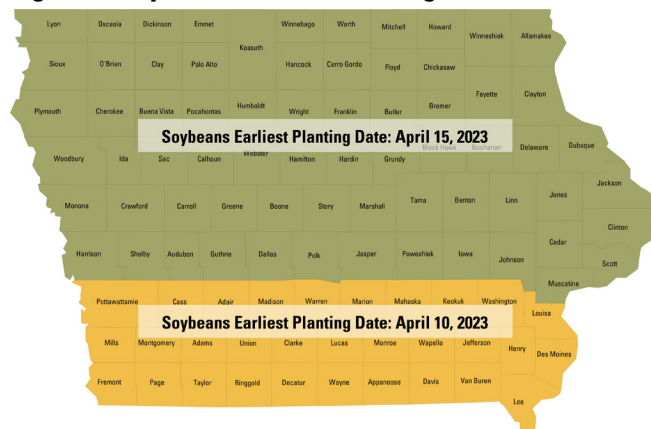 Lyon Osceola Dickinson Emmet Winnebago Worth Mitchell Howard
Winneshiek Allamakee
Kossuth
Sioux O'Brien Clay Palo Alto Hancock Cerro Gordo Floyd Chickasaw
Fayette Clayton
Plymouth Cherokee Buena Vista Pocahontas Humboldt Wright Franklin Butler Bremer
Soybeans Earliest Planting Date: April 15, 2023
Woodbury Ida Sac Calhoun Webster Hamilton Hardin Grundy Black Hawk Buchanan Delaware Dubuque
Jackson
Jones
Monona Crawford Carroll Greene Boone Story Marshall Tama Benton Linn
Clinton
Cedar
Harrison Shelby Audubon Guthrie Dallas Polk Jasper Poweshiek Iowa Johnson
Scott
Muscatine
Pottawattamie Cass Adair Madison Warren Marion Mahaska Keokuk Washington
Louisa
Soybeans Earliest Planting Date: April 10, 2023
Mills Montgomery Adams Union Clarke Lucas Monroe Wapello Jefferson Henry
Des Moines
Fremont Page Taylor Ringgold Decatur Wayne Appanoose Davis Van Buren
Lee